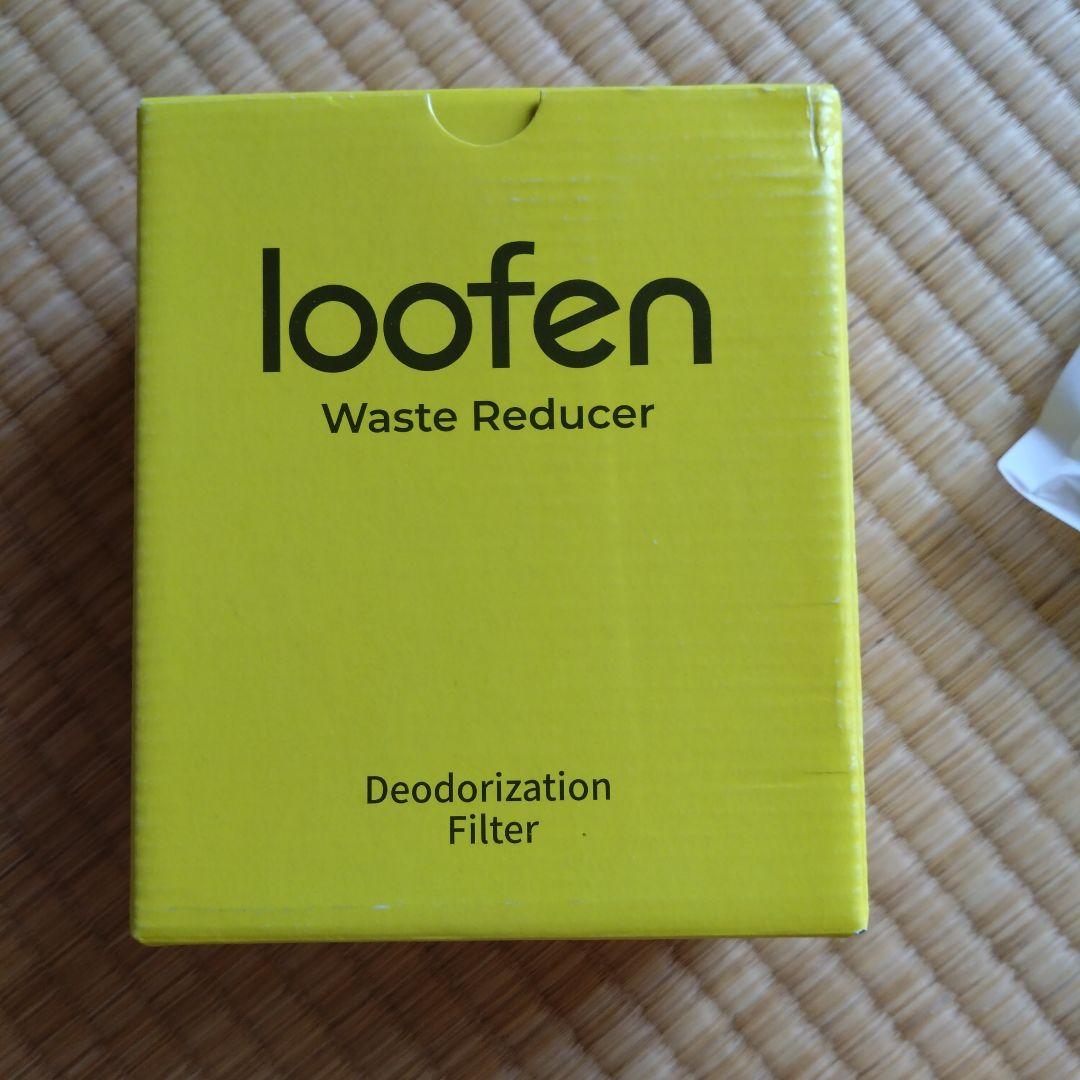 loofen
Waste Reducer
Deodorization
Filter